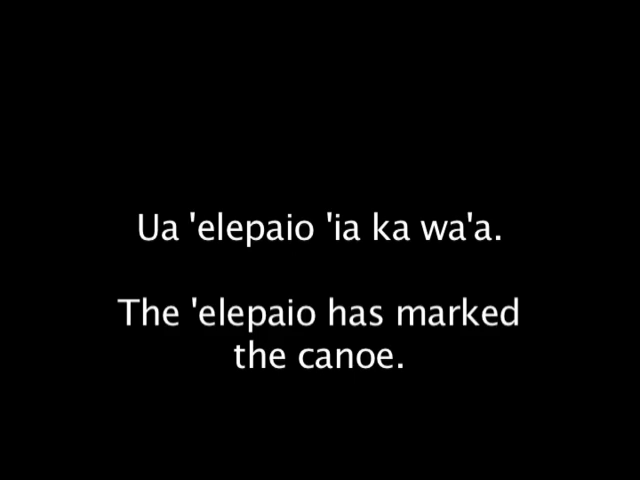 Ua 'elepaio 'ia ka wa'a.
The 'elepaio has marked
the canoe.